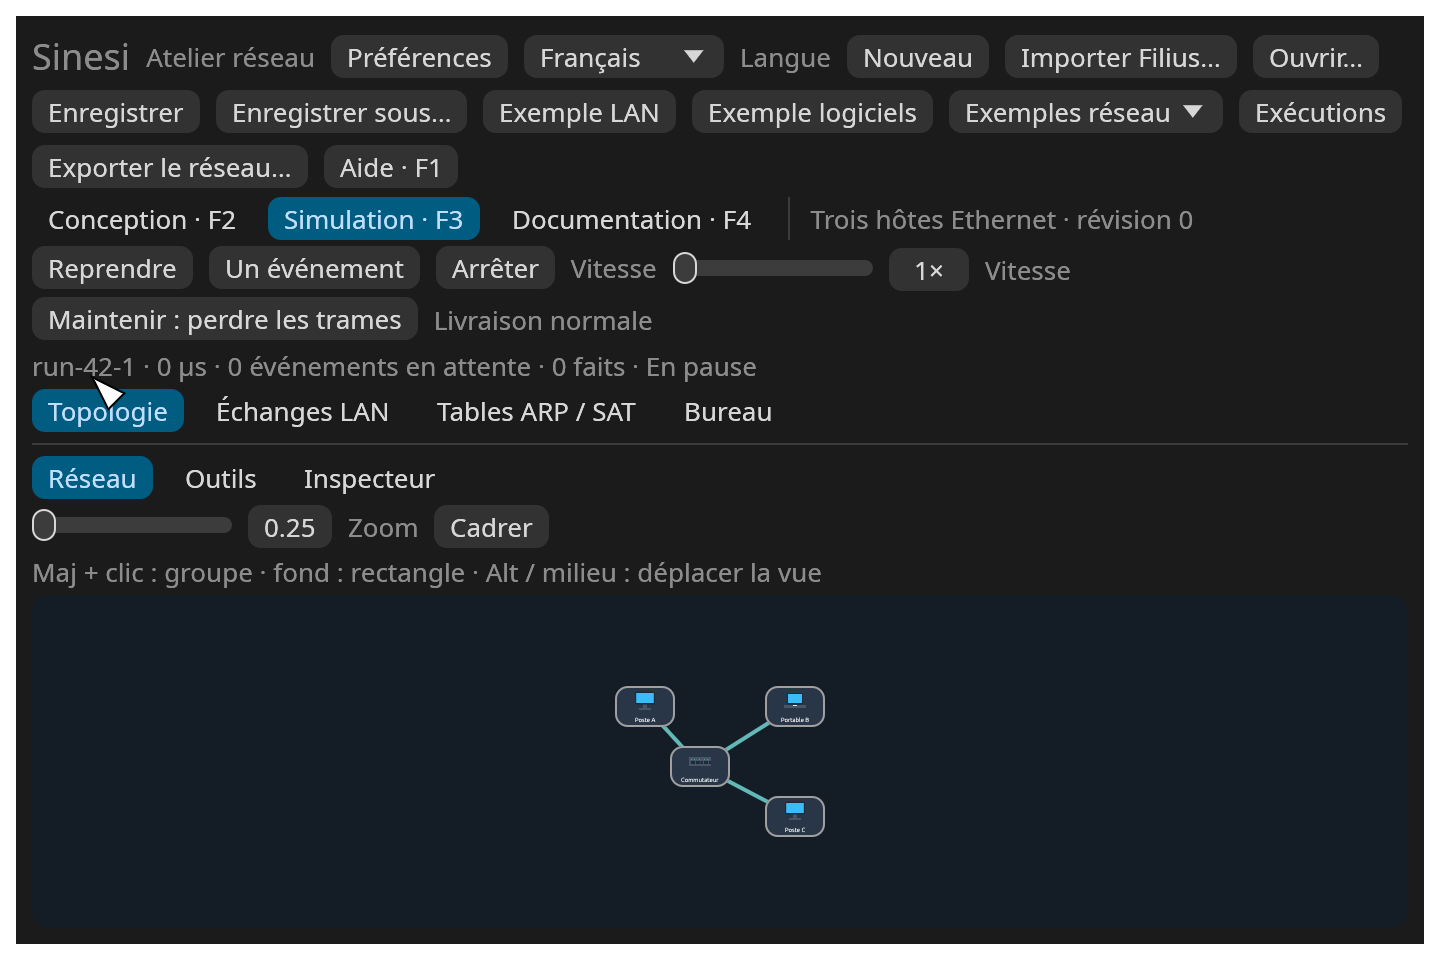 Sinesi Atelier réseau Préférences Français Langue Nouveau Importer Filius... Ouvrir...
Enregistrer Enregistrer sous... Exemple LAN Exemple logiciels Exemples réseau Exécutions
Exporter le réseau... Aide · F1
Conception · F2 Simulation · F3 Documentation · F4 Trois hôtes Ethernet · révision 0
Reprendre Un événement Arrêter Vitesse 1× Vitesse
Maintenir : perdre les trames Livraison normale
run-42-1 · 0 µs · 0 événements en attente · 0 faits · En pause
Topologie Échanges LAN Tables ARP / SAT Bureau
Réseau Outils Inspecteur
0.25 Zoom Cadrer
Maj + clic : groupe · fond : rectangle · Alt / milieu : déplacer la vue
Poste A Portable B
Commutateur
Poste C